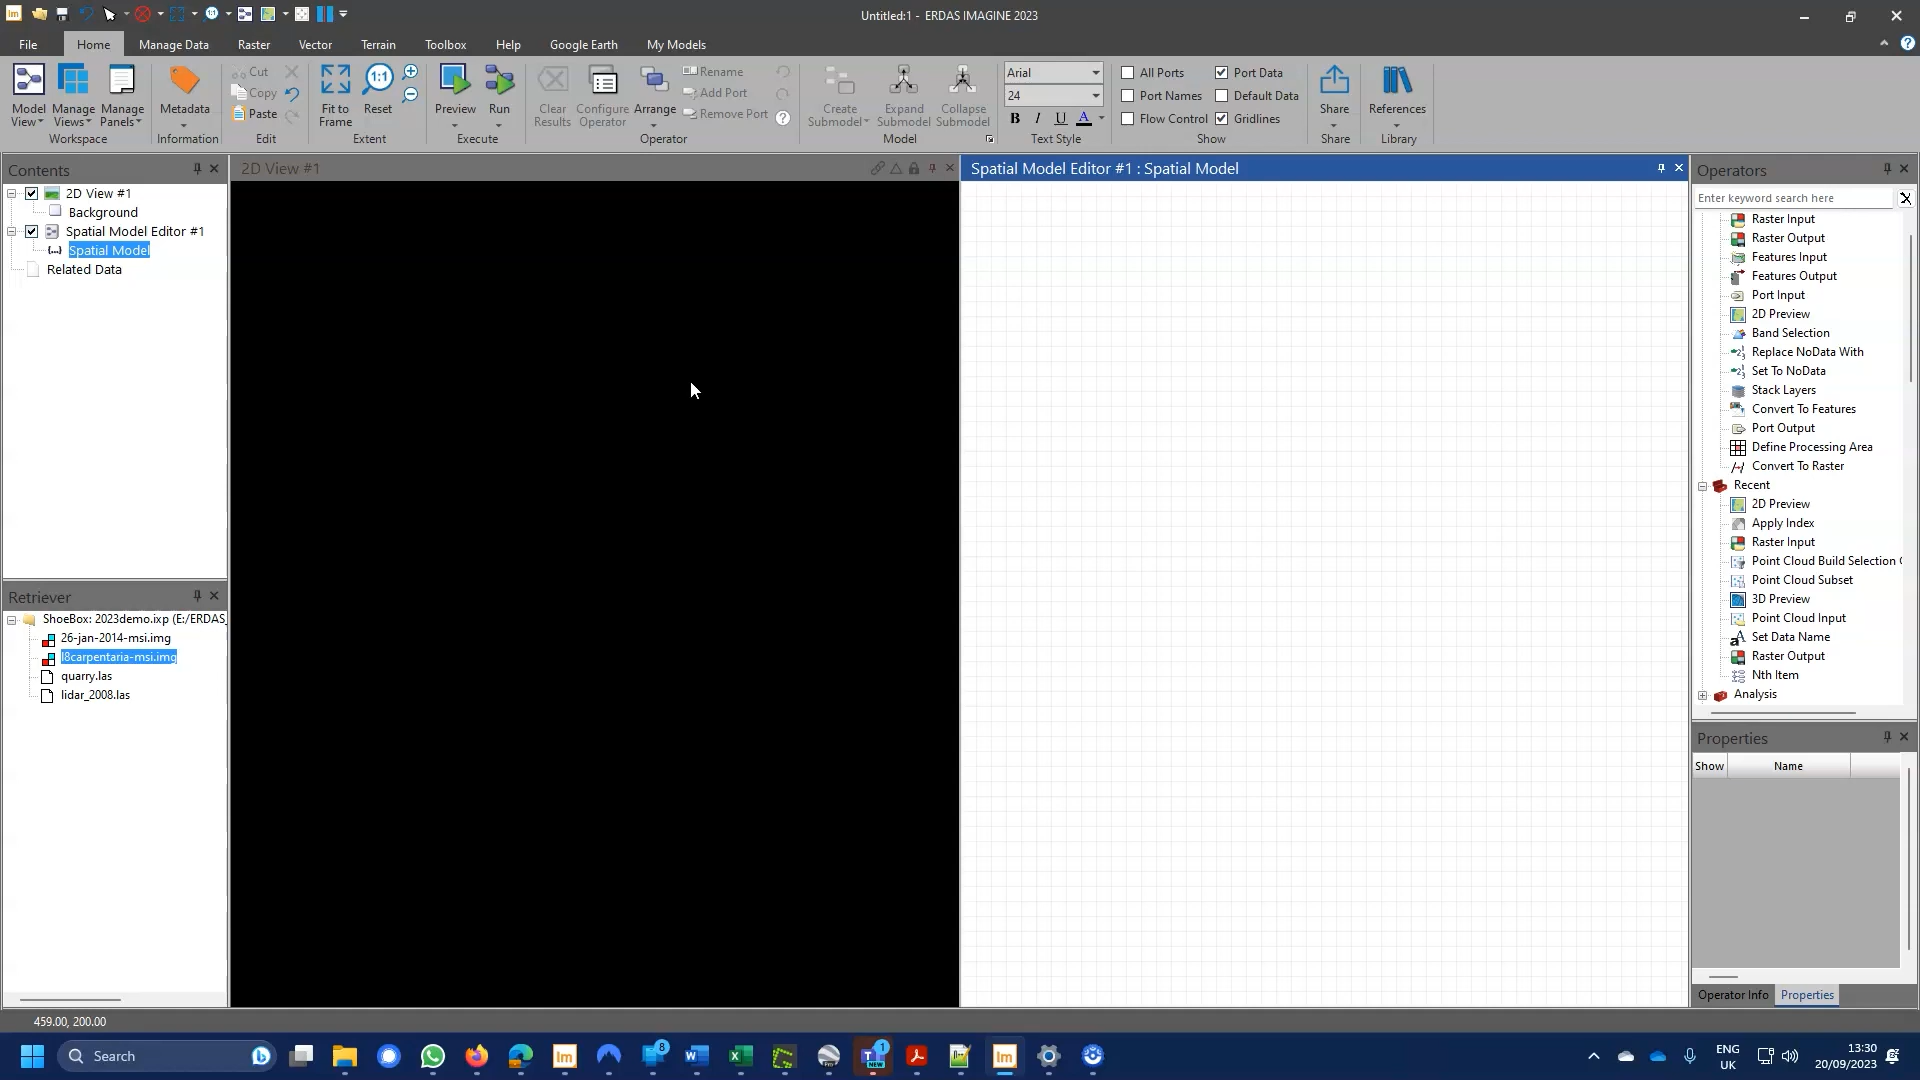 Untitled:1 - ERDAS IMAGINE 2023
File Home Manage Data Raster Vector Terrain Toolbox Help Google Earth My Models
Model View
Manage Views
Manage Panels
Workspace
Metadata
Information
Cut
Copy
Paste
Edit
Fit to Frame
1:1
Reset
Extent
Preview
Run
Execute
Clear Results
Configure Operator
Arrange
Rename
Add Port
Remove Port
Operator
Create Submodel
Expand Submodel
Collapse Submodel
Model
Arial
24
B I U A
Text Style
All Ports
Port Names
Flow Control
Port Data
Default Data
Gridlines
Show
Share
Share
References
Library
Contents
2D View #1
Background
Spatial Model Editor #1
Spatial Model
Related Data
Retriever
ShoeBox: 2023demo.ixp (E:/ERDAS_
26-jan-2014-msi.img
l8carpentaria-msi.img
quarry.las
lidar_2008.las
2D View #1
Spatial Model Editor #1 : Spatial Model
Operators
Enter keyword search here
Raster Input
Raster Output
Features Input
Features Output
Port Input
2D Preview
Band Selection
Replace NoData With
Set To NoData
Stack Layers
Convert To Features
Port Output
Define Processing Area
Convert To Raster
Recent
2D Preview
Apply Index
Raster Input
Point Cloud Build Selection
Point Cloud Subset
3D Preview
Point Cloud Input
Set Data Name
Raster Output
Nth Item
Analysis
Properties
Show Name
Operator Info Properties
459.00, 200.00
Search
8
1
NEW
ENG
UK
13:30
20/09/2023